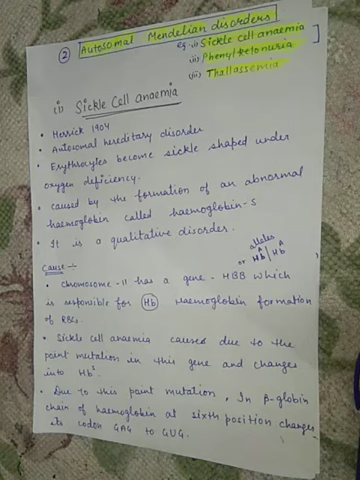 ② Autosomal Mendelian disorders
eg. (i) Sickle cell anaemia
(ii) Phenylketonuria
(iii) Thallassemia
(i) Sickle Cell anaemia
• Herrick 1904
• Autosomal hereditary disorder
• Erythrocytes become sickle shaped under
oxygen deficiency.
• caused by the formation of an abnormal
haemoglobin called haemoglobin-S
• It is a qualitative disorder.
Cause :-
alleles
or Hb^A | Hb^A
• Chromosome-11 has a gene - HBB which
is responsible for Hb Haemoglobin formation
of RBCs
• Sickle cell anaemia caused due to the
point mutation in this gene and changes
into Hb^s
• Due to this point mutation, In β-globin
chain of haemoglobin at sixth position changes
its codon GAG to GUG.